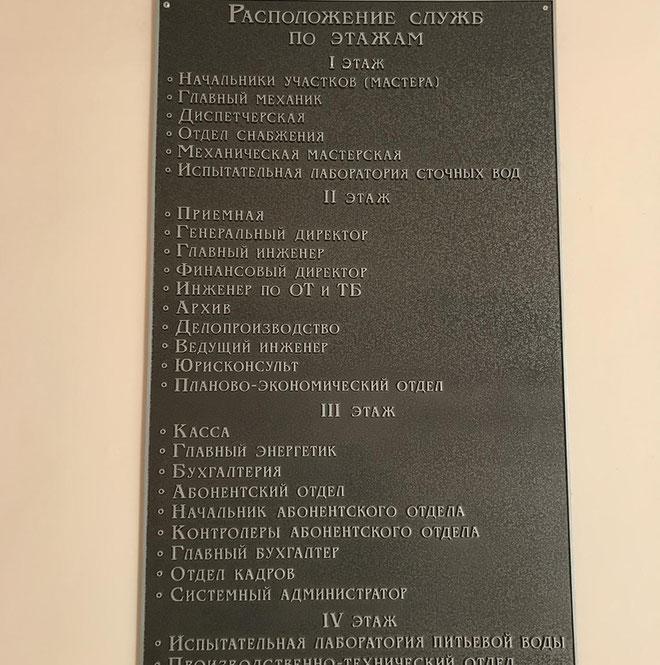 Расположение служб
по этажам
I этаж
Начальники участков (мастера)
Главный механик
Диспетчерская
Отдел снабжения
Механическая мастерская
Испытательная лаборатория сточных вод
II этаж
Приемная
Генеральный директор
Главный инженер
Финансовый директор
Инженер по ОТ и ТБ
Архив
Делопроизводство
Ведущий инженер
Юрисконсульт
Планово-экономический отдел
III этаж
Касса
Главный энергетик
Бухгалтерия
Абонентский отдел
Начальник абонентского отдела
Контролеры абонентского отдела
Главный бухгалтер
Отдел кадров
Системный администратор
IV этаж
Испытательная лаборатория питьевой воды
Производственно-технический отдел